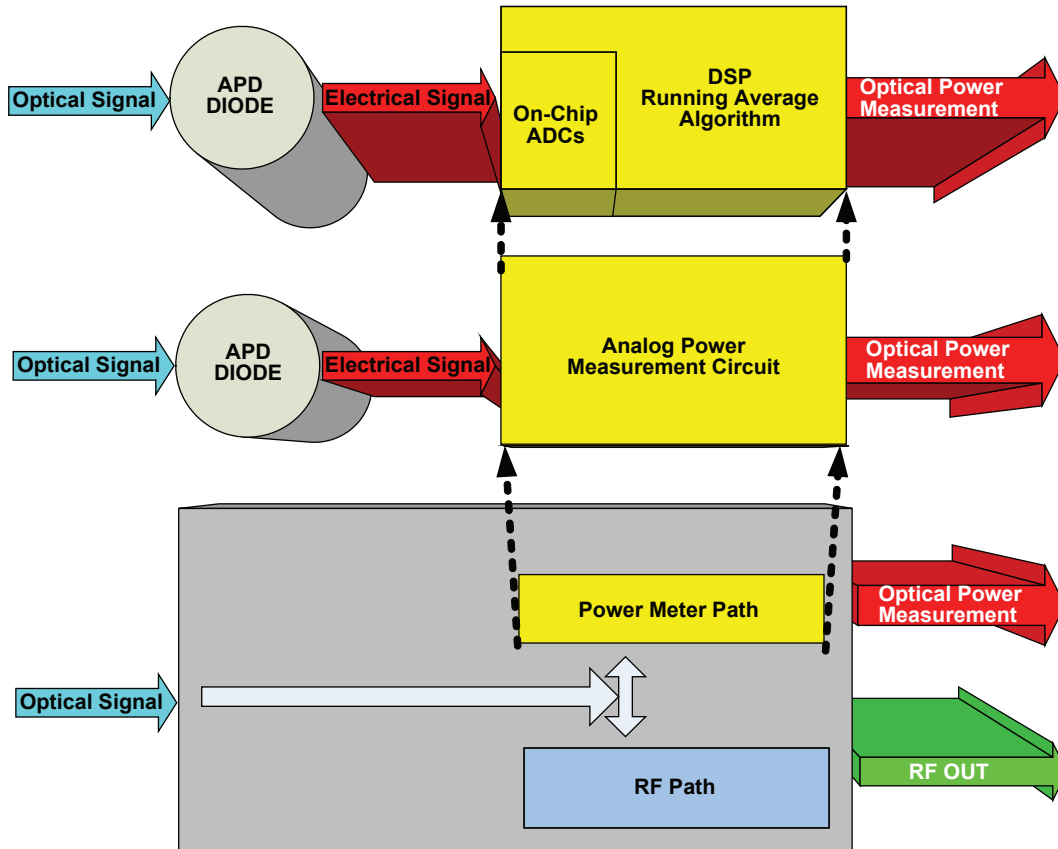 Optical Signal
APD
DIODE
Electrical Signal
On-Chip
ADCs
DSP
Running Average
Algorithm
Optical Power
Measurement
Optical Signal
APD
DIODE
Electrical Signal
Analog Power
Measurement Circuit
Optical Power
Measurement
Optical Signal
Power Meter Path
RF Path
Optical Power
Measurement
RF OUT